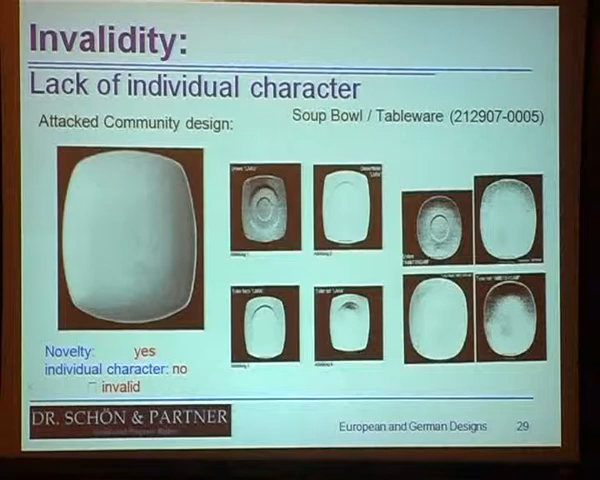 Invalidity:
Lack of individual character
Attacked Community design:
Soup Bowl / Tableware (212907-0005)
Novelty: yes
individual character: no
invalid
DR. SCHÖN & PARTNER
European and German Designs 29